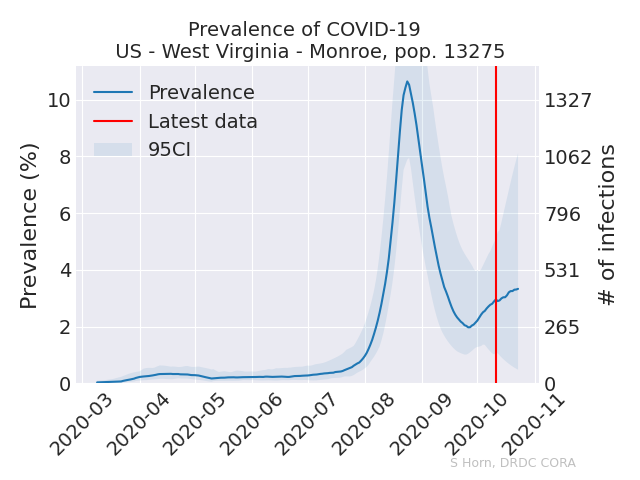 Prevalence of COVID-19
US - West Virginia - Monroe, pop. 13275
Prevalence
Latest data
95CI
Prevalence (%)
10
8
6
4
2
0
1327
1062
796
531
265
0
# of infections
2020-03
2020-04
2020-05
2020-06
2020-07
2020-08
2020-09
2020-10
2020-11
S Horn, DRDC CORA